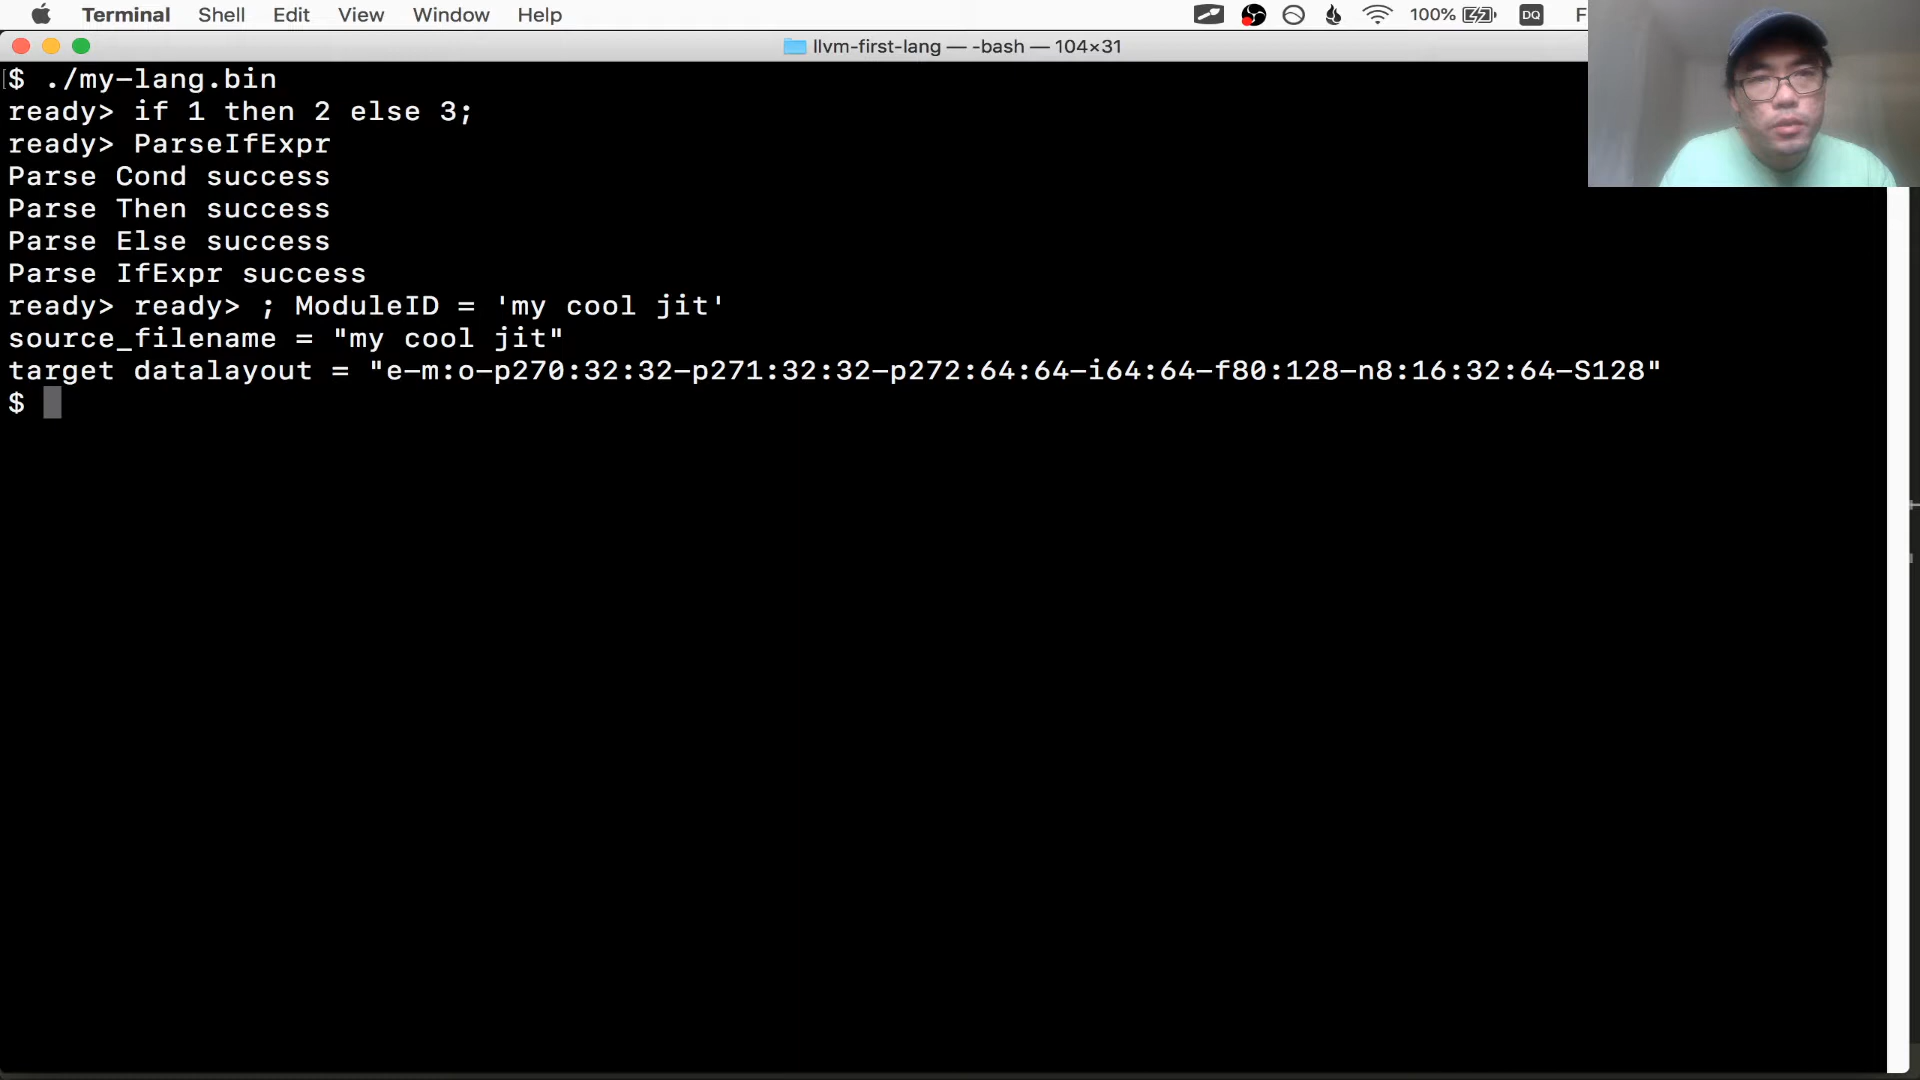 Terminal Shell Edit View Window Help 100% DQ F
llvm-first-lang — -bash — 104×31
$ ./my-lang.bin
ready> if 1 then 2 else 3;
ready> ParseIfExpr
Parse Cond success
Parse Then success
Parse Else success
Parse IfExpr success
ready> ready> ; ModuleID = 'my cool jit'
source_filename = "my cool jit"
target datalayout = "e-m:o-p270:32:32-p271:32:32-p272:64:64-i64:64-f80:128-n8:16:32:64-S128"
$